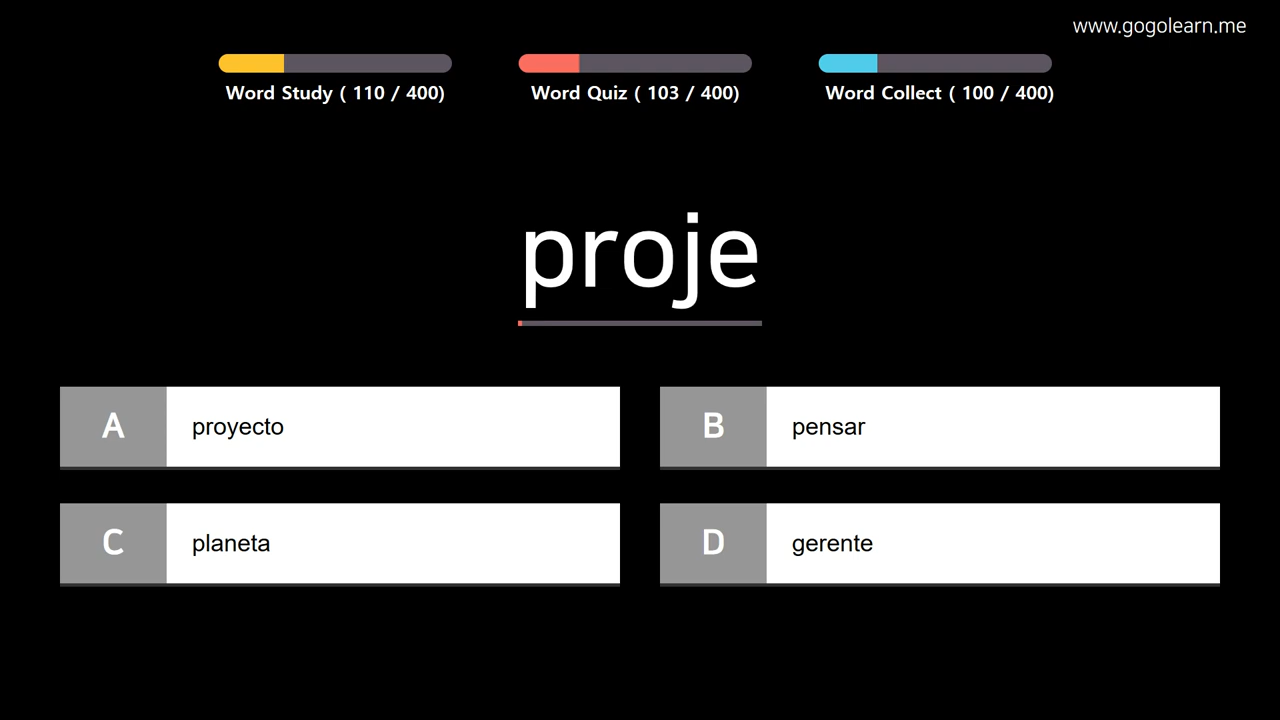 www.gogolearn.me
Word Study ( 110 / 400)
Word Quiz ( 103 / 400)
Word Collect ( 100 / 400)
proje
A proyecto
B pensar
C planeta
D gerente